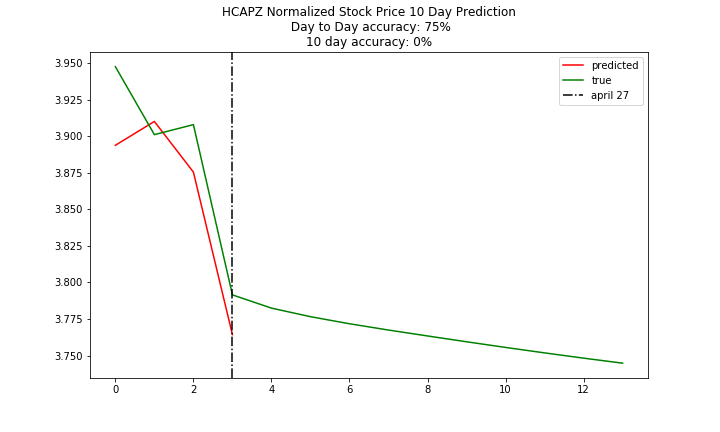 HCAPZ Normalized Stock Price 10 Day Prediction
Day to Day accuracy: 75%
10 day accuracy: 0%
predicted
true
april 27
3.950
3.925
3.900
3.875
3.850
3.825
3.800
3.775
3.750
0 2 4 6 8 10 12